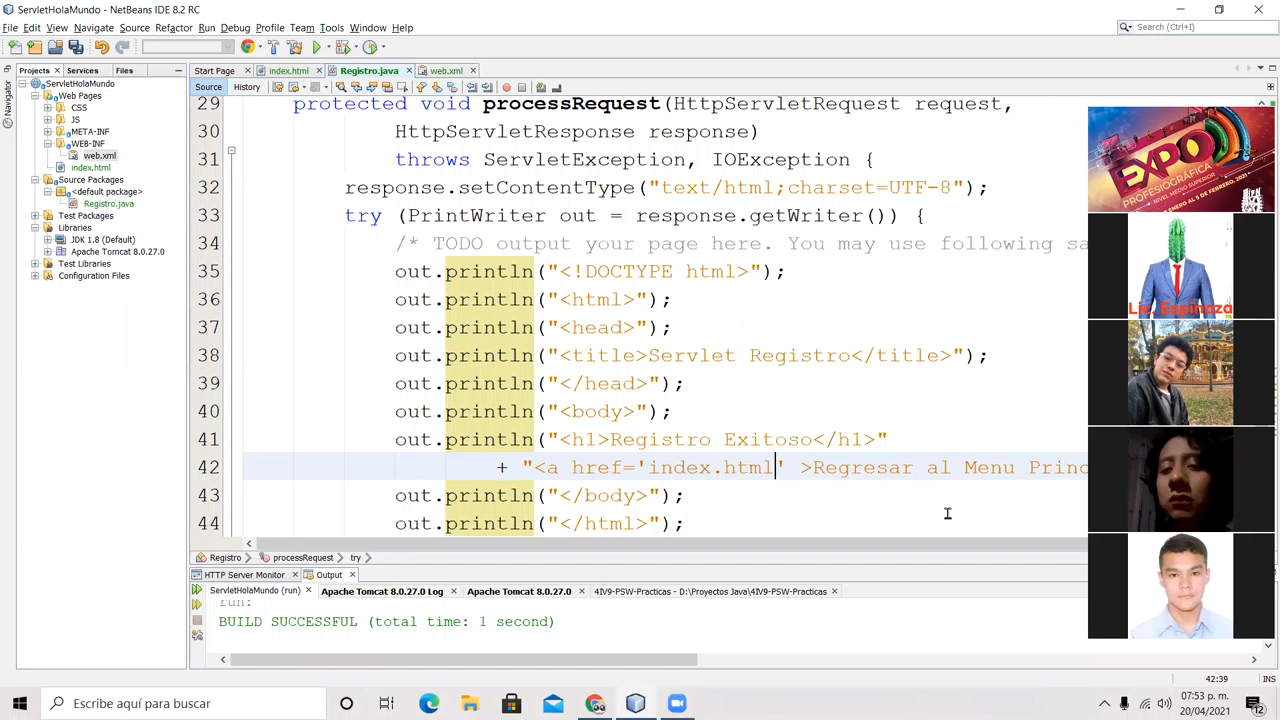 ServletHolaMundo - NetBeans IDE 8.2 RC
File Edit View Navigate Source Refactor Run Debug Profile Team Tools Window Help
Search (Ctrl+I)
Projects Services Files
Start Page index.html Registro.java web.xml
Navigator
ServletHolaMundo
Web Pages
CSS
JS
META-INF
WEB-INF
web.xml
index.html
Source Packages
<default package>
Registro.java
Test Packages
Libraries
JDK 1.8 (Default)
Apache Tomcat 8.0.27.0
Test Libraries
Configuration Files
Source History
29 protected void processRequest(HttpServletRequest request,
30 HttpServletResponse response)
31 throws ServletException, IOException {
32 response.setContentType("text/html;charset=UTF-8");
33 try (PrintWriter out = response.getWriter()) {
34 /* TODO output your page here. You may use following sa
35 out.println("<!DOCTYPE html>");
36 out.println("<html>");
37 out.println("<head>");
38 out.println("<title>Servlet Registro</title>");
39 out.println("</head>");
40 out.println("<body>");
41 out.println("<h1>Registro Exitoso</h1>"
42 + "<a href='index.html' >Regresar al Menu Princ
43 out.println("</body>");
44 out.println("</html>");
Registro processRequest try
HTTP Server Monitor Output
ServletHolaMundo (run) Apache Tomcat 8.0.27.0 Log Apache Tomcat 8.0.27.0 4IV9-PSW-Practicas - D:\Proyectos Java\4IV9-PSW-Practicas
run:
BUILD SUCCESSFUL (total time: 1 second)
42:39 INS
EXPO
PROFESIOGRÁFICA
NIVEL MEDIO SUPERIOR
Lic. Espinoza
Escribe aquí para buscar
07:53 p. m.
20/04/2021
12